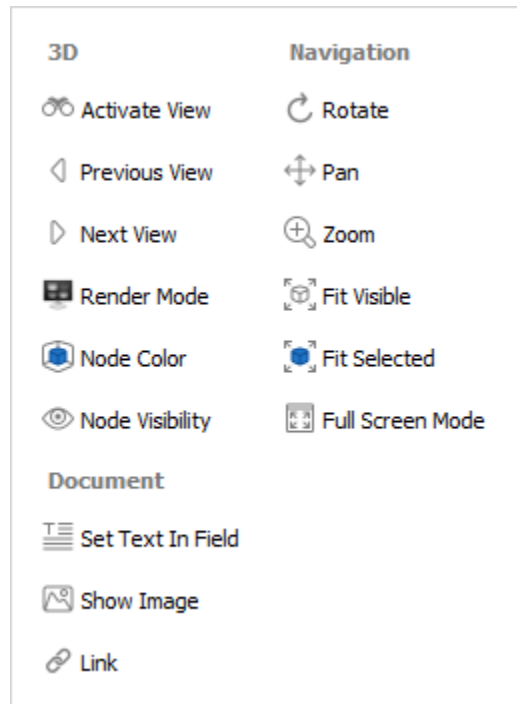 3D
Activate View
Previous View
Next View
Render Mode
Node Color
Node Visibility
Navigation
Rotate
Pan
Zoom
Fit Visible
Fit Selected
Full Screen Mode
Document
Set Text In Field
Show Image
Link